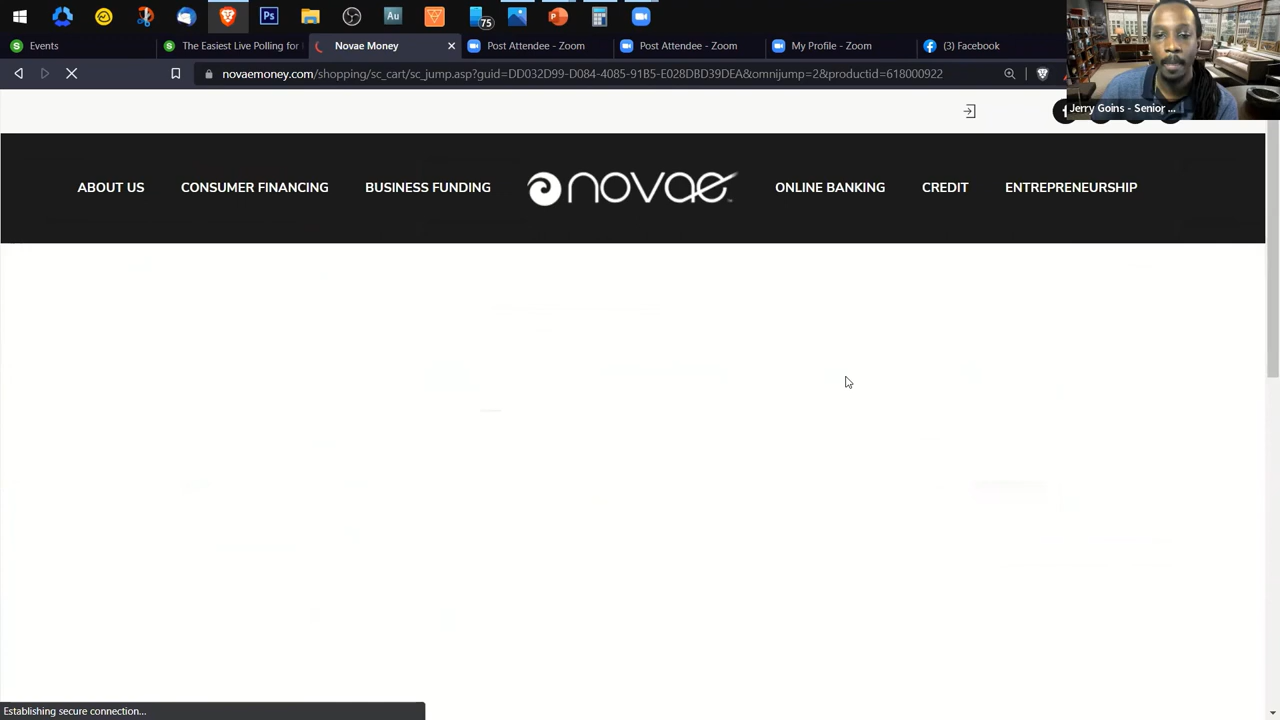 Ps
Au
75
Events
The Easiest Live Polling for
Novae Money
Post Attendee - Zoom
Post Attendee - Zoom
My Profile - Zoom
(3) Facebook
novaemoney.com/shopping/sc_cart/sc_jump.asp?guid=DD032D99-D084-4085-91B5-E028DBD39DEA&omnijump=2&productid=618000922
Jerry Goins - Senior ...
ABOUT US
CONSUMER FINANCING
BUSINESS FUNDING
novae
ONLINE BANKING
CREDIT
ENTREPRENEURSHIP
Establishing secure connection...